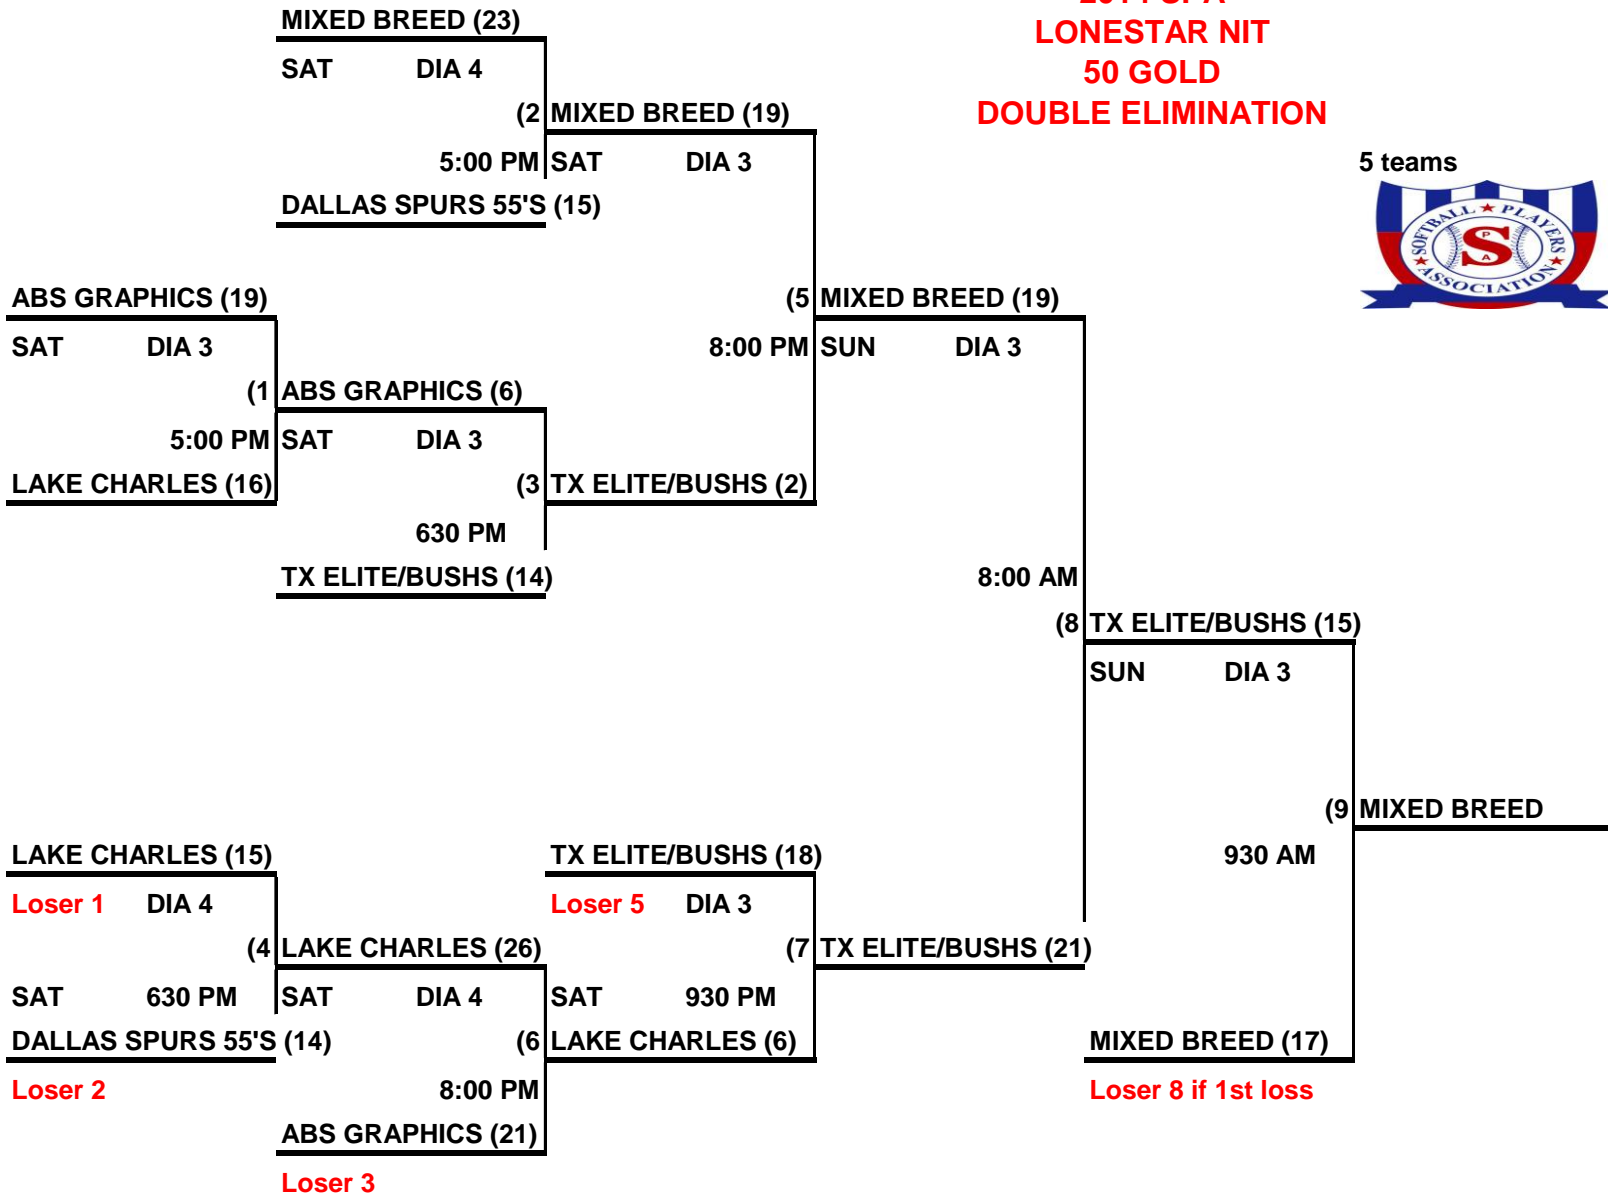 MIXED BREED (23)
LONESTAR NIT
SAT DIA 4
50 GOLD
(2 MIXED BREED (19)
DOUBLE ELIMINATION
5:00 PM SAT DIA 3
5 teams
DALLAS SPURS 55'S (15)
SOFTBALL ★ PLAYERS ★ ASSOCIATION ★
S
P
A
ABS GRAPHICS (19)
(5 MIXED BREED (19)
SAT DIA 3
8:00 PM SUN DIA 3
(1 ABS GRAPHICS (6)
5:00 PM SAT DIA 3
LAKE CHARLES (16)
(3 TX ELITE/BUSHS (2)
630 PM
TX ELITE/BUSHS (14)
8:00 AM
(8 TX ELITE/BUSHS (15)
SUN DIA 3
(9 MIXED BREED
LAKE CHARLES (15)
TX ELITE/BUSHS (18)
930 AM
Loser 1 DIA 4
Loser 5 DIA 3
(4 LAKE CHARLES (26)
(7 TX ELITE/BUSHS (21)
SAT 630 PM SAT DIA 4
SAT 930 PM
DALLAS SPURS 55'S (14)
(6 LAKE CHARLES (6)
MIXED BREED (17)
Loser 2
8:00 PM
Loser 8 if 1st loss
ABS GRAPHICS (21)
Loser 3